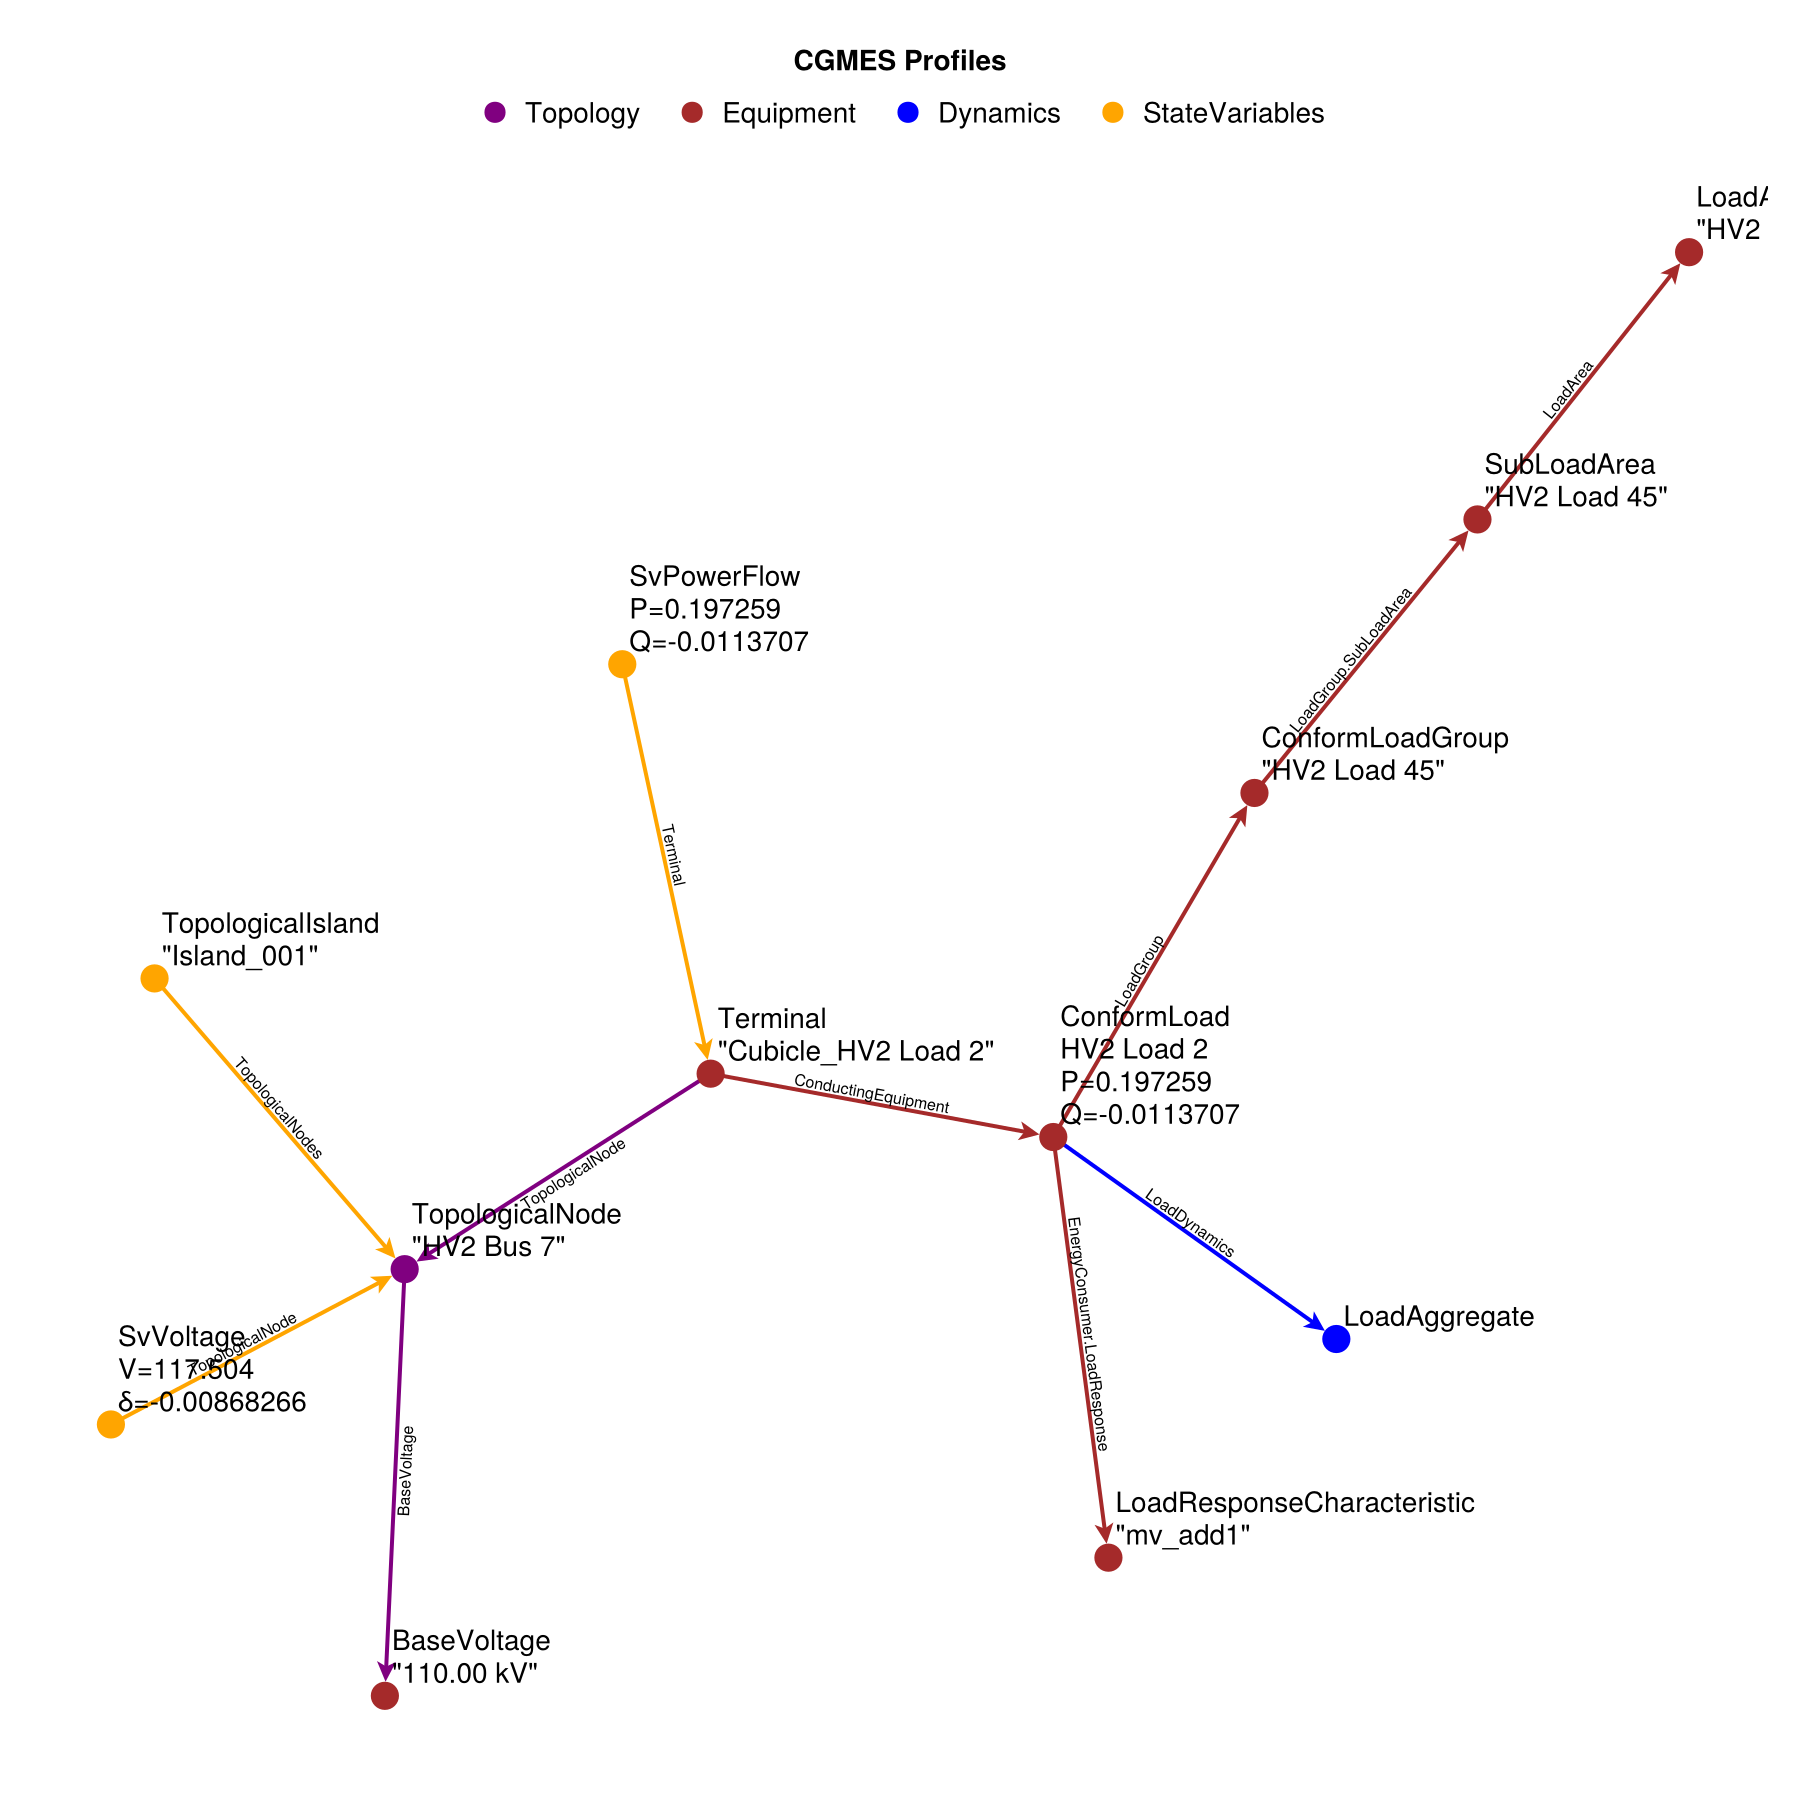 CGMES Profiles
Topology
Equipment
Dynamics
StateVariables
"HV2
LoadArea
SubLoadArea
"HV2 Load 45"
SvPowerFlow
P=0.197259
Q=-0.0113707
LoadGroup.SubLoadArea
ConformLoadGroup
"HV2 Load 45"
Terminal
TopologicalIsland
"Island_001"
LoadGroup
Terminal
"Cubicle_HV2 Load 2"
ConformLoad
HV2 Load 2
P=0.197259
Q=-0.0113707
ConductingEquipment
TopologicalNodes
TopologicalNode
TopologicalNode
"HV2 Bus 7"
LoadDynamics
EnergyConsumer.LoadResponse
LoadAggregate
SvVoltage
V=117.504
δ=-0.00868266
TopologicalNode
BaseVoltage
LoadResponseCharacteristic
"mv_add1"
BaseVoltage
"110.00 kV"